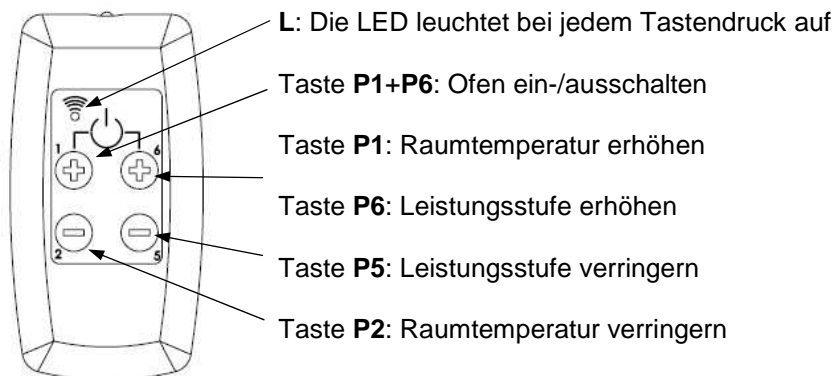 L: Die LED leuchtet bei jedem Tastendruck auf
Taste P1+P6: Ofen ein-/ausschalten
Taste P1: Raumtemperatur erhöhen
Taste P6: Leistungsstufe erhöhen
Taste P5: Leistungsstufe verringern
Taste P2: Raumtemperatur verringern
1 6
2 5